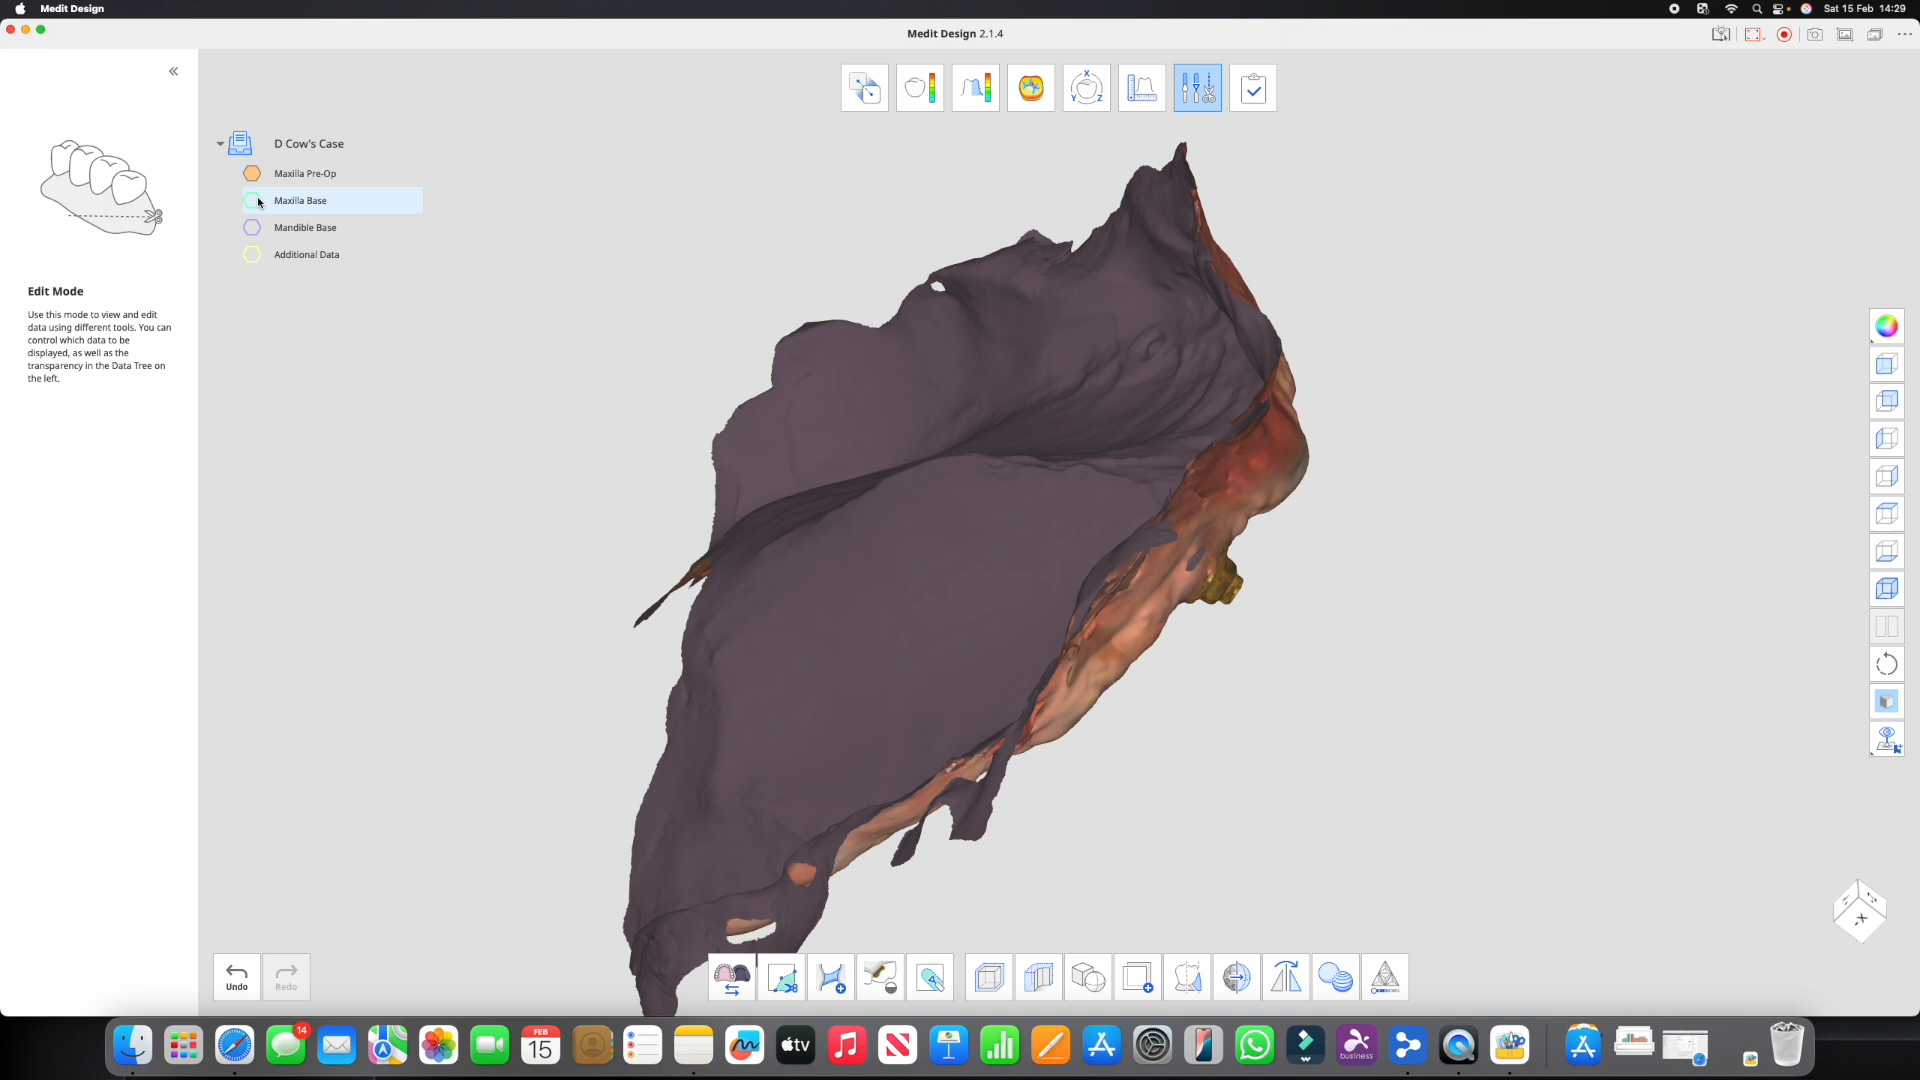 Medit Design
Sat 15 Feb 14:29
Medit Design 2.1.4
X
Y Z
D Cow's Case
Maxilla Pre-Op
Maxilla Base
Mandible Base
Additional Data
Edit Mode
Use this mode to view and edit
data using different tools. You can
control which data to be
displayed, as well as the
transparency in the Data Tree on
the left.
Undo
Redo
14
FEB
15
tv
business